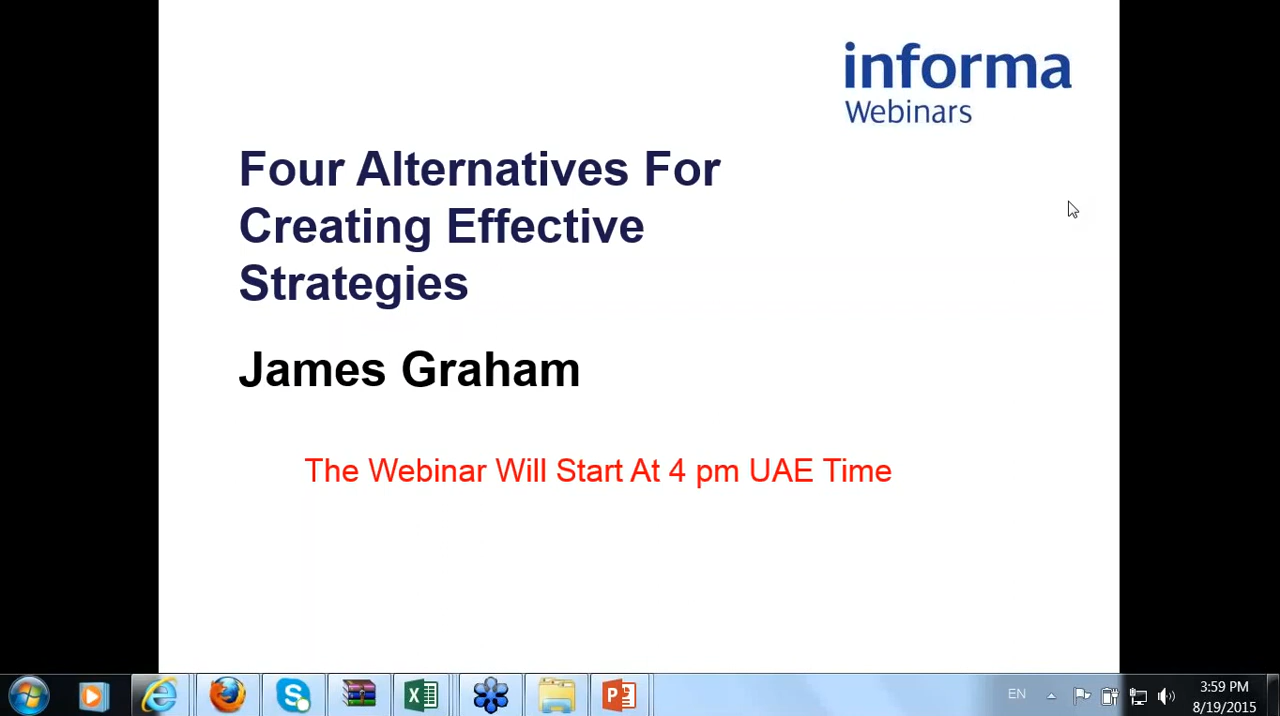 informa
Webinars
Four Alternatives For
Creating Effective
Strategies
James Graham
The Webinar Will Start At 4 pm UAE Time
EN
3:59 PM
8/19/2015